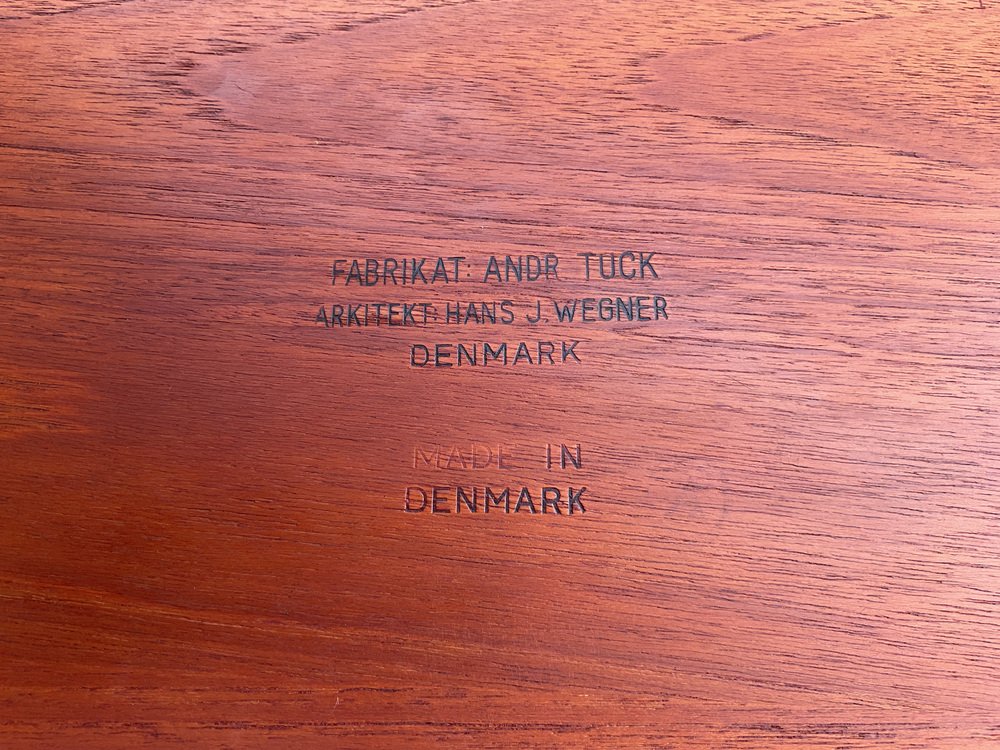 FABRIKAT: ANDR TUCK
ARKITEKT: HANS J. WEGNER
DENMARK
MADE IN
DENMARK